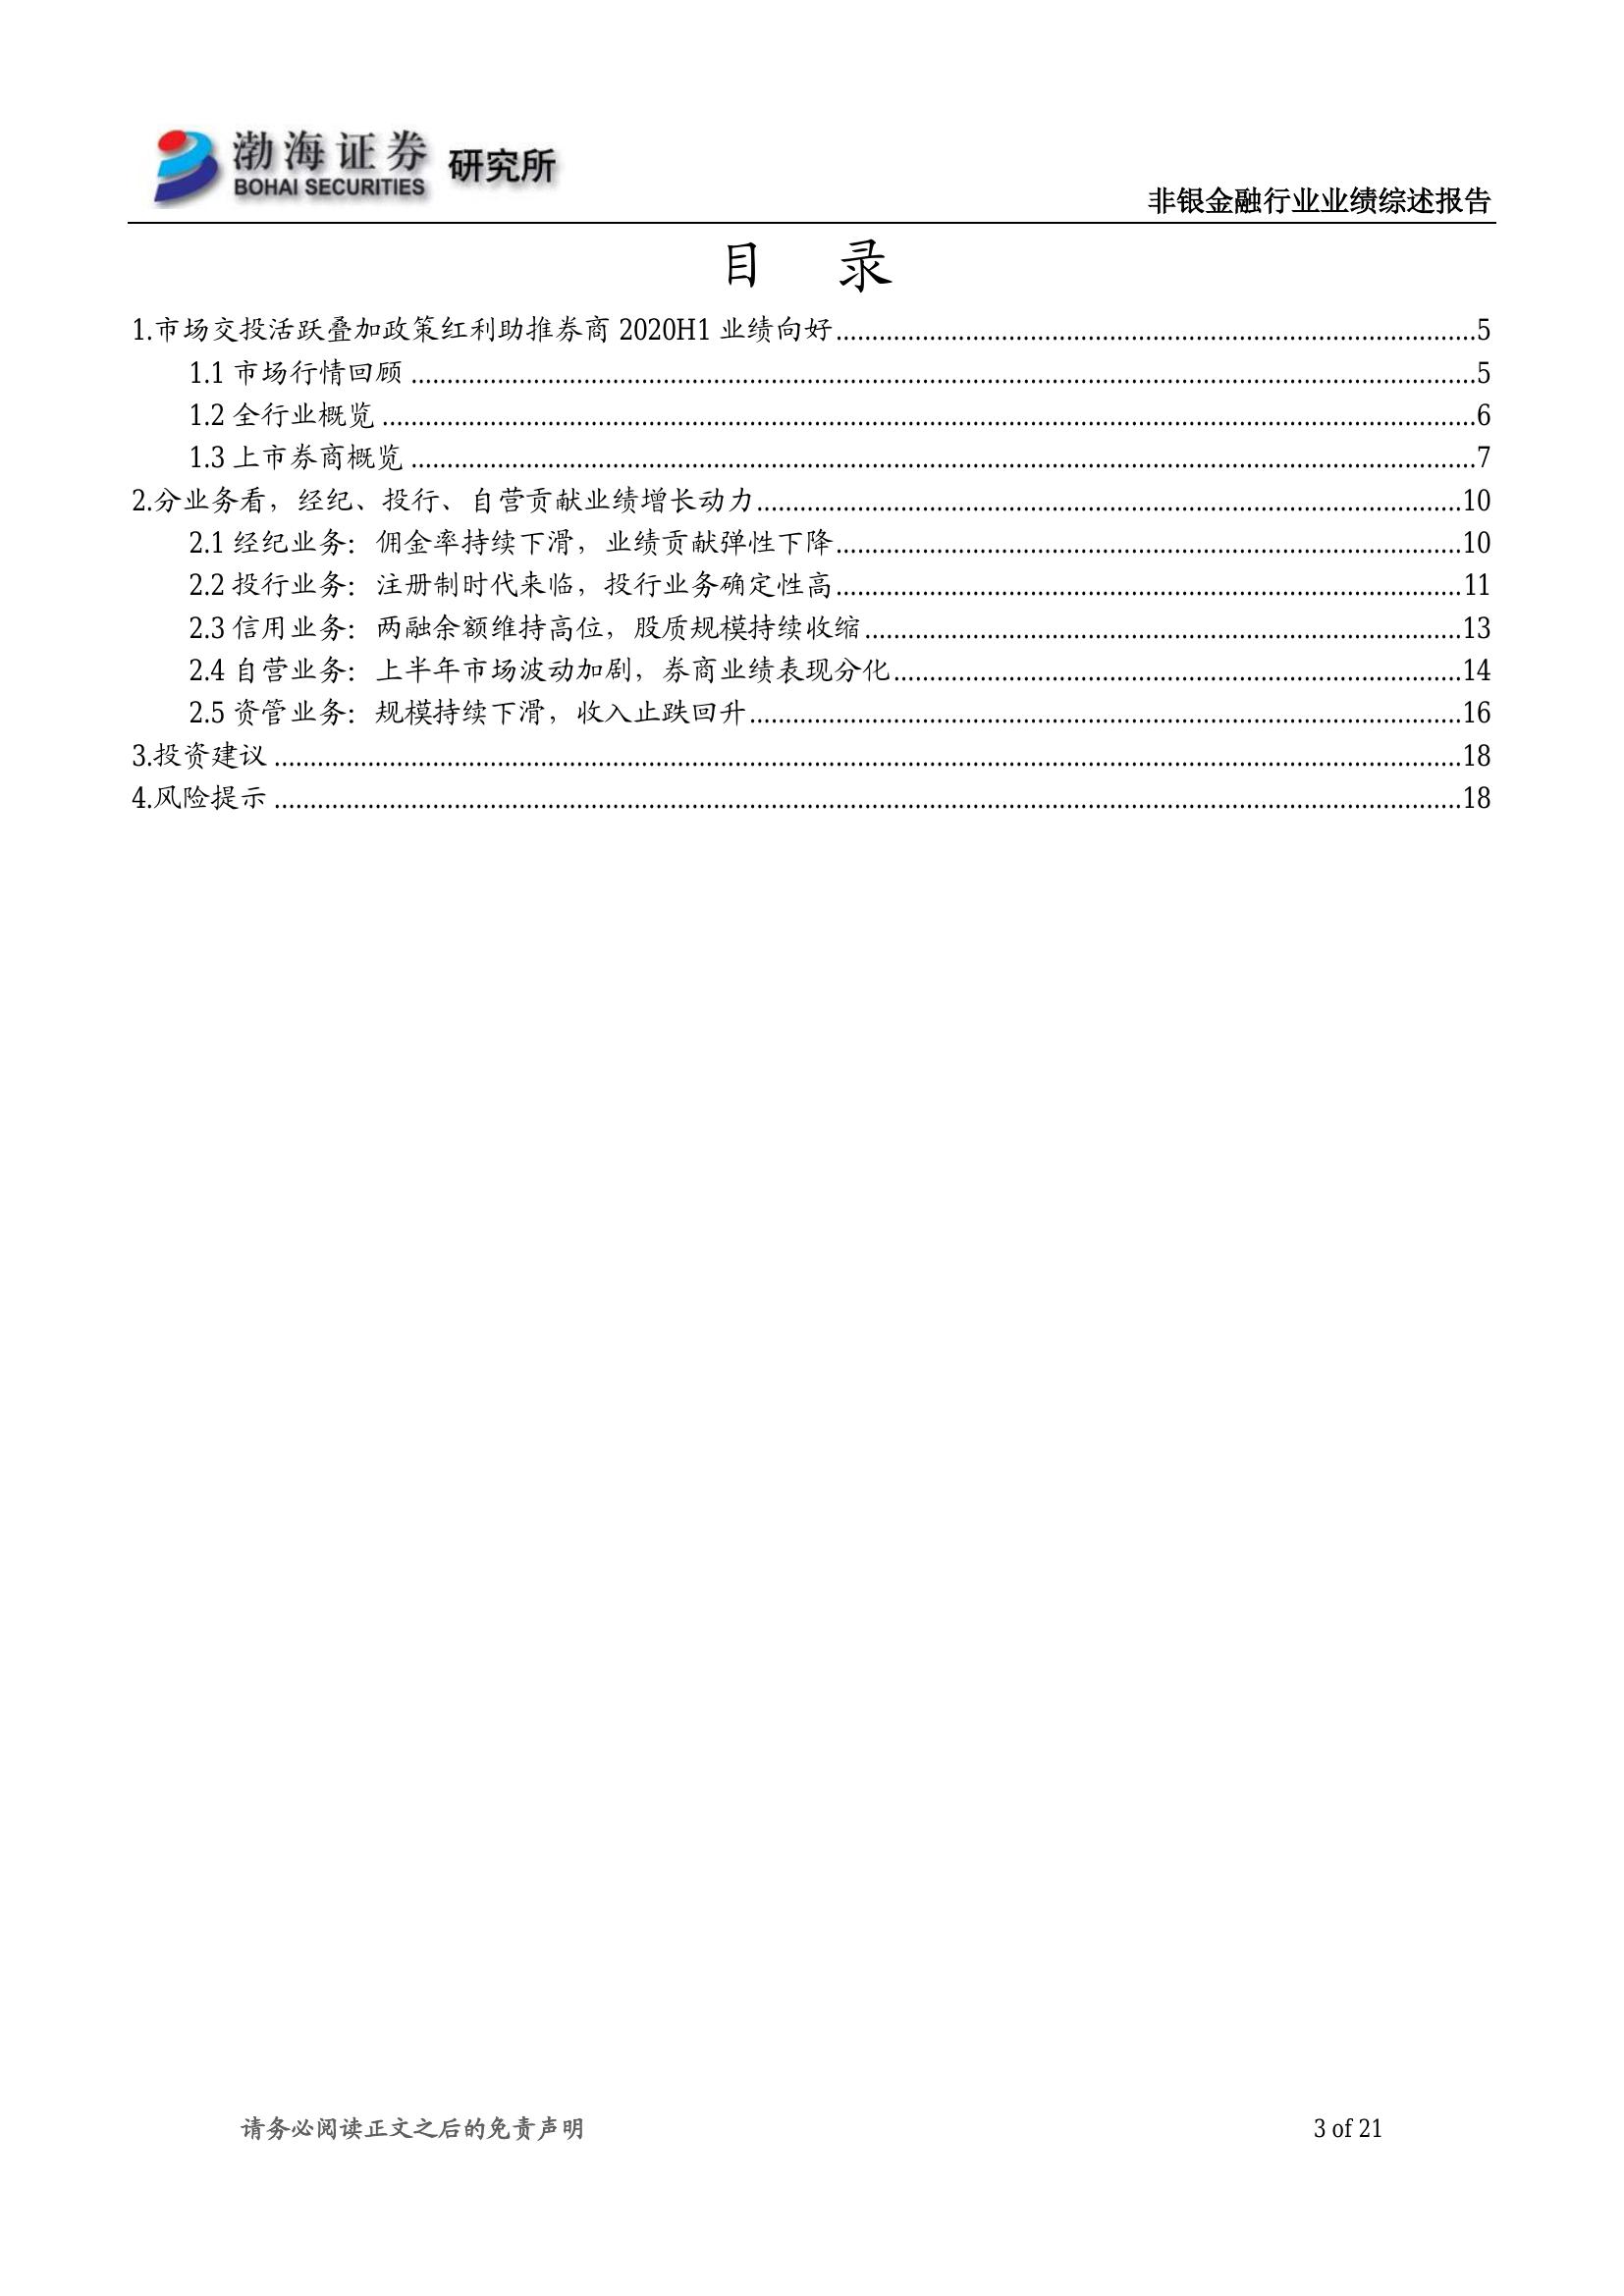 渤海证券 研究所
BOHAI SECURITIES
非银金融行业业绩综述报告
目 录
1.市场交投活跃叠加政策红利助推券商 2020H1 业绩向好........................................5
1.1 市场行情回顾........................................5
1.2 全行业概览........................................6
1.3 上市券商概览........................................7
2.分业务看，经纪、投行、自营贡献业绩增长动力........................................10
2.1 经纪业务：佣金率持续下滑，业绩贡献弹性下降........................................10
2.2 投行业务：注册制时代来临，投行业务确定性高........................................11
2.3 信用业务：两融余额维持高位，股质规模持续收缩........................................13
2.4 自营业务：上半年市场波动加剧，券商业绩表现分化........................................14
2.5 资管业务：规模持续下滑，收入止跌回升........................................16
3.投资建议........................................18
4.风险提示........................................18
请务必阅读正文之后的免责声明 3 of 21